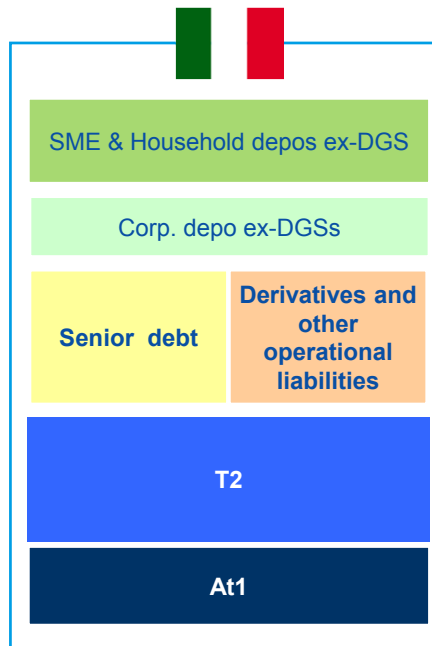 SME & Household depos ex-DGS
Corp. depo ex-DGSs
Senior debt
Derivatives and
other
operational
liabilities
T2
At1